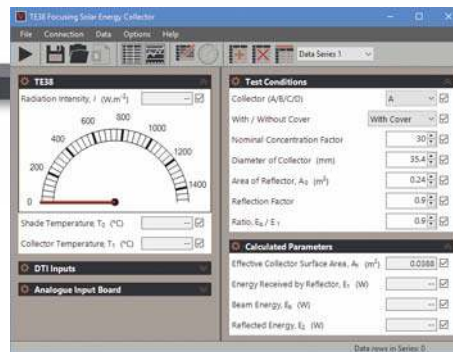 TE38 Focusing Solar Energy Collector
File Connection Data Options Help
Data Series 1
TE38
Radiation Intensity, I (W.m⁻²) --
0 200 400 600 800 1000 1200 1400
Shade Temperature, T₀ (°C) --
Collector Temperature, T₁ (°C) --
DTI Inputs
Analogue Input Board
Test Conditions
Collector (A/B/C/D) A
With / Without Cover With Cover
Nominal Concentration Factor 30
Diameter of Collector (mm) 35.4
Area of Reflector, A₀ (m²) 0.24
Reflection Factor 0.9
Ratio, E₈ / E₁ 0.9
Calculated Parameters
Effective Collector Surface Area, A₁ (m²) 0.0388
Energy Received by Reflector, E₁ (W) --
Beam Energy, E₈ (W) --
Reflected Energy, E₂ (W) --
Data rows in Series: 0